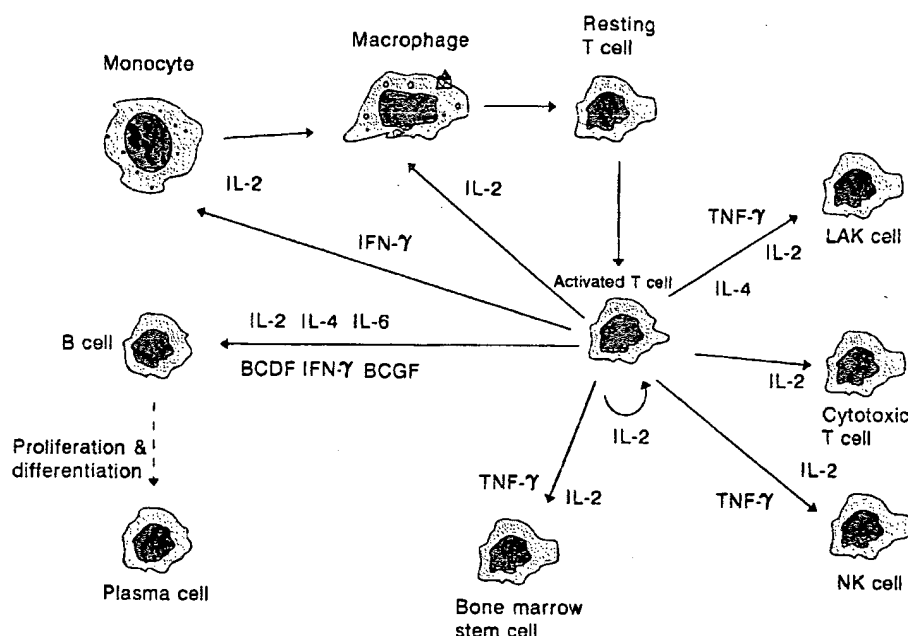 Resting
T cell
Macrophage
Monocyte
IL-2
IL-2
TNF-γ
LAK cell
IFN-γ
IL-2
Activated T cell
IL-4
IL-2 IL-4 IL-6
B cell
BCDF IFN-γ BCGF
IL-2
Cytotoxic
T cell
IL-2
Proliferation &
differentiation
IL-2
TNF-γ
IL-2
TNF-γ
Plasma cell
NK cell
Bone marrow
stem cell